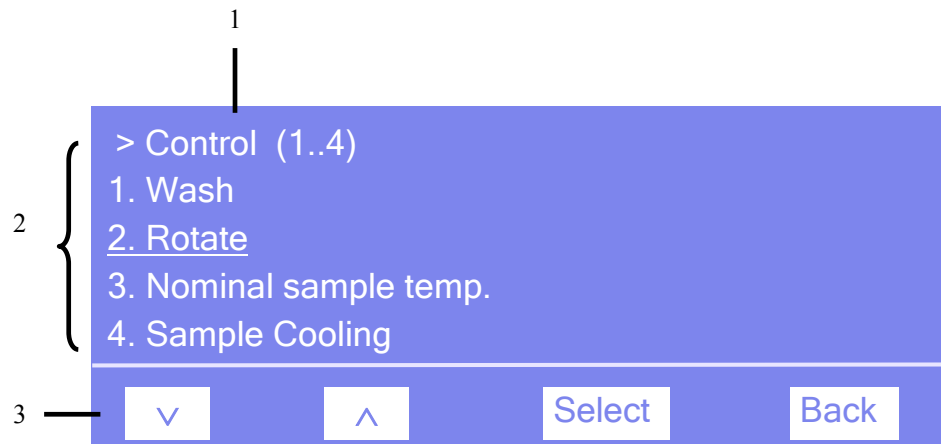 1
> Control (1..4)
1. Wash
2
2. Rotate
3. Nominal sample temp.
4. Sample Cooling
3
∨ ∧ Select Back